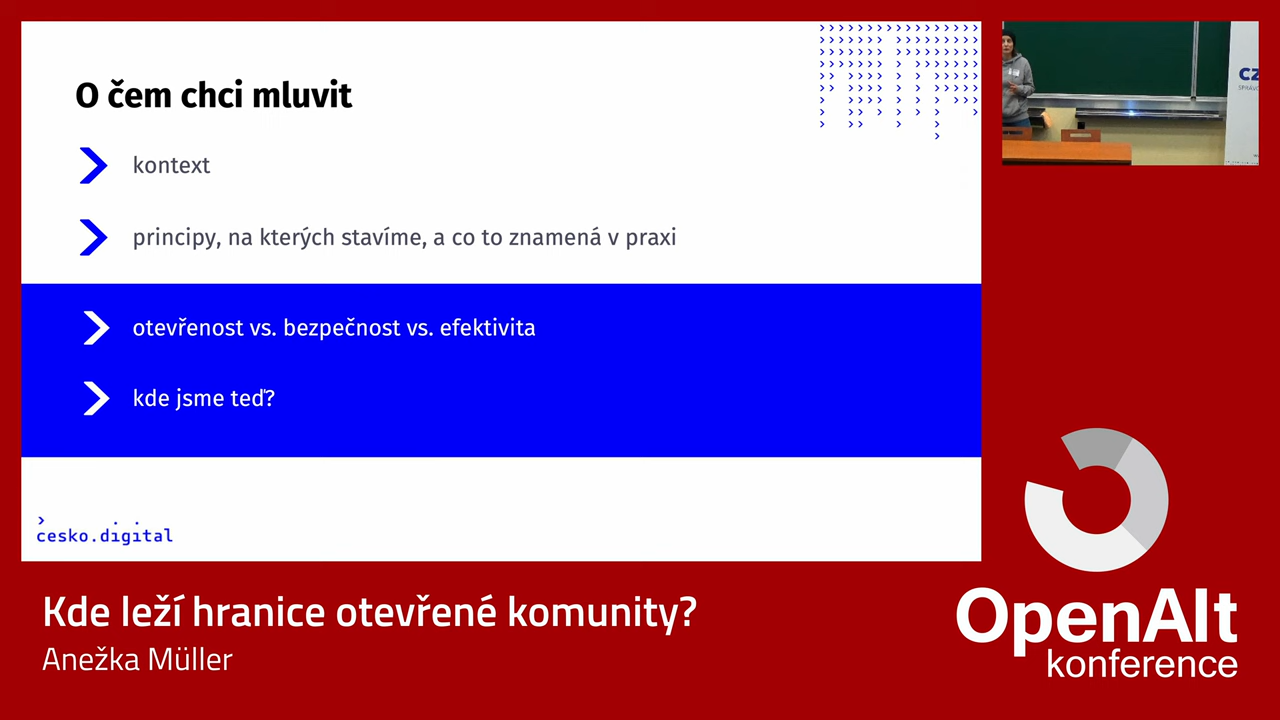 O čem chci mluvit
kontext
principy, na kterých stavíme, a co to znamená v praxi
otevřenost vs. bezpečnost vs. efektivita
kde jsme teď?
cesko.digital
CZ
Kde leží hranice otevřené komunity?
Anežka Müller
OpenAlt
konference